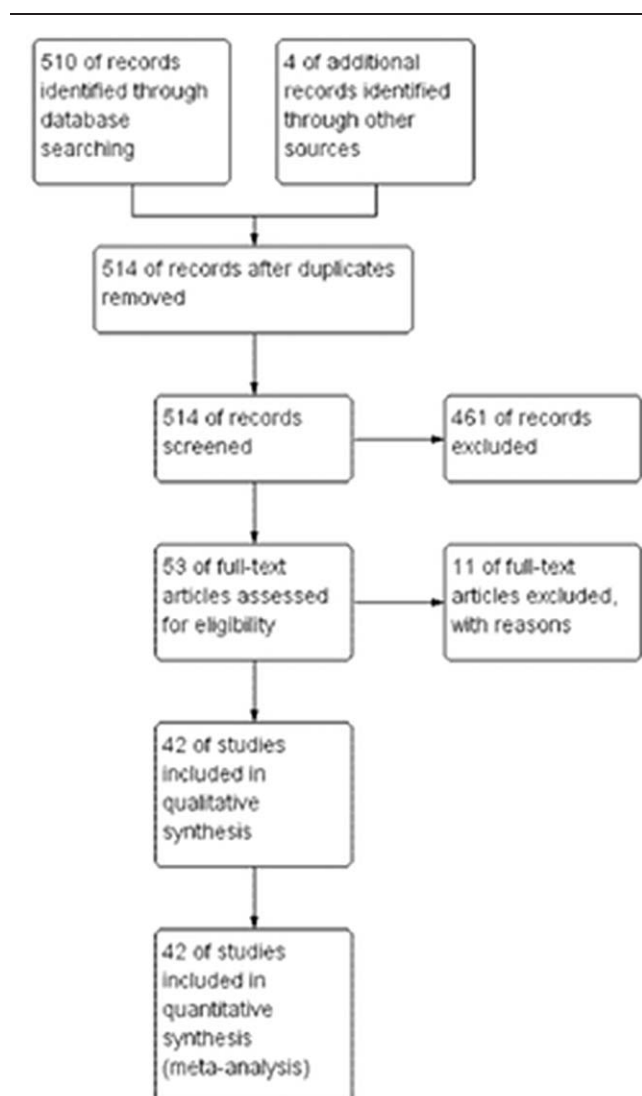 510 of records
identified through
database
searching
4 of additional
records identified
through other
sources
514 of records after duplicates
removed
514 of records
screened
461 of records
excluded
53 of full-text
articles assessed
for eligibility
11 of full-text
articles excluded,
with reasons
42 of studies
included in
qualitative
synthesis
42 of studies
included in
quantitative
synthesis
(meta-analysis)